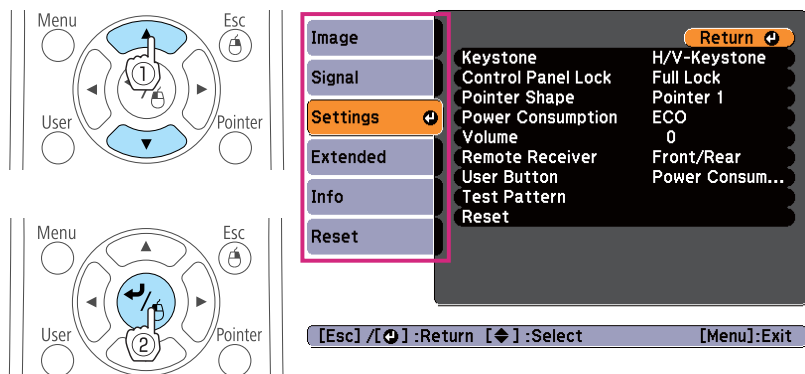 Menu
Esc
①
User
Pointer
Menu
Esc
②
User
Pointer
Image
Signal
Settings
Extended
Info
Reset
Return
Keystone H/V-Keystone
Control Panel Lock Full Lock
Pointer Shape Pointer 1
Power Consumption ECO
Volume 0
Remote Receiver Front/Rear
User Button Power Consum...
Test Pattern
Reset
[Esc] /[⏎] :Return [◆] :Select [Menu]:Exit